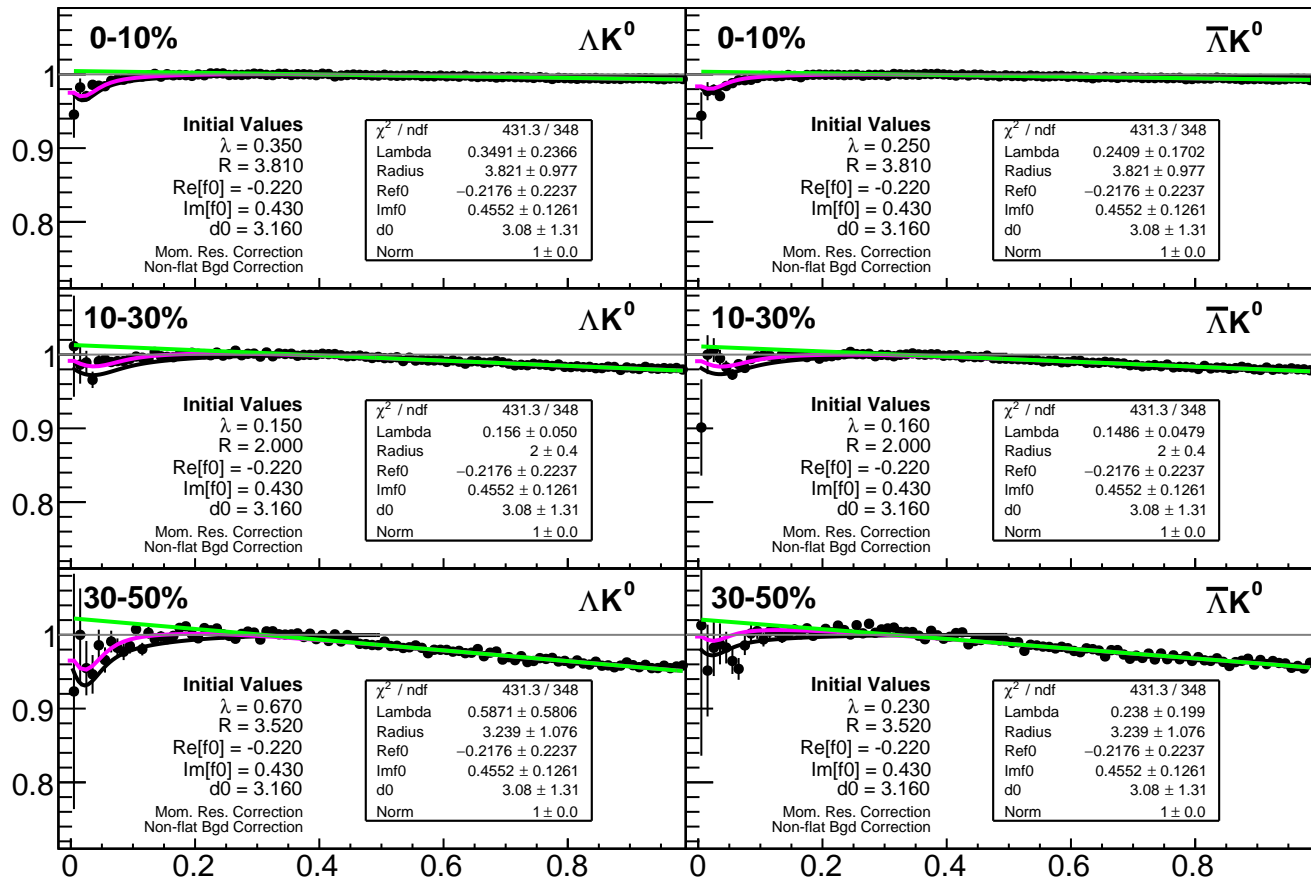 0-10% ΛK⁰
1
0.9
0.8
Initial Values
λ = 0.350
R = 3.810
Re[f0] = -0.220
Im[f0] = 0.430
d0 = 3.160
Mom. Res. Correction
Non-flat Bgd Correction
χ² / ndf 431.3 / 348
Lambda 0.3491 ± 0.2366
Radius 3.821 ± 0.977
Ref0 −0.2176 ± 0.2237
Imf0 0.4552 ± 0.1261
d0 3.08 ± 1.31
Norm 1 ± 0.0
0-10% Λ̅K⁰
Initial Values
λ = 0.250
R = 3.810
Re[f0] = -0.220
Im[f0] = 0.430
d0 = 3.160
Mom. Res. Correction
Non-flat Bgd Correction
χ² / ndf 431.3 / 348
Lambda 0.2409 ± 0.1702
Radius 3.821 ± 0.977
Ref0 −0.2176 ± 0.2237
Imf0 0.4552 ± 0.1261
d0 3.08 ± 1.31
Norm 1 ± 0.0
10-30% ΛK⁰
1
0.9
0.8
Initial Values
λ = 0.150
R = 2.000
Re[f0] = -0.220
Im[f0] = 0.430
d0 = 3.160
Mom. Res. Correction
Non-flat Bgd Correction
χ² / ndf 431.3 / 348
Lambda 0.156 ± 0.050
Radius 2 ± 0.4
Ref0 −0.2176 ± 0.2237
Imf0 0.4552 ± 0.1261
d0 3.08 ± 1.31
Norm 1 ± 0.0
10-30% Λ̅K⁰
Initial Values
λ = 0.160
R = 2.000
Re[f0] = -0.220
Im[f0] = 0.430
d0 = 3.160
Mom. Res. Correction
Non-flat Bgd Correction
χ² / ndf 431.3 / 348
Lambda 0.1486 ± 0.0479
Radius 2 ± 0.4
Ref0 −0.2176 ± 0.2237
Imf0 0.4552 ± 0.1261
d0 3.08 ± 1.31
Norm 1 ± 0.0
30-50% ΛK⁰
1
0.9
0.8
Initial Values
λ = 0.670
R = 3.520
Re[f0] = -0.220
Im[f0] = 0.430
d0 = 3.160
Mom. Res. Correction
Non-flat Bgd Correction
χ² / ndf 431.3 / 348
Lambda 0.5871 ± 0.5806
Radius 3.239 ± 1.076
Ref0 −0.2176 ± 0.2237
Imf0 0.4552 ± 0.1261
d0 3.08 ± 1.31
Norm 1 ± 0.0
30-50% Λ̅K⁰
Initial Values
λ = 0.230
R = 3.520
Re[f0] = -0.220
Im[f0] = 0.430
d0 = 3.160
Mom. Res. Correction
Non-flat Bgd Correction
χ² / ndf 431.3 / 348
Lambda 0.238 ± 0.199
Radius 3.239 ± 1.076
Ref0 −0.2176 ± 0.2237
Imf0 0.4552 ± 0.1261
d0 3.08 ± 1.31
Norm 1 ± 0.0
0 0.2 0.4 0.6 0.8 0 0.2 0.4 0.6 0.8